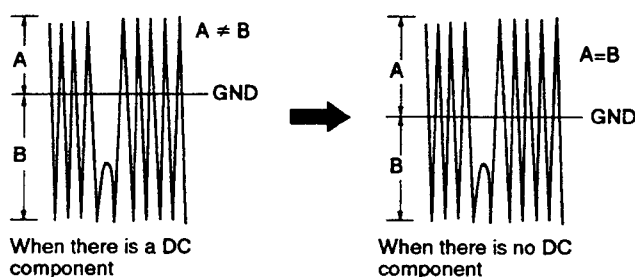 A
A ≠ B
GND
B
When there is a DC
component
A
A=B
GND
B
When there is no DC
component